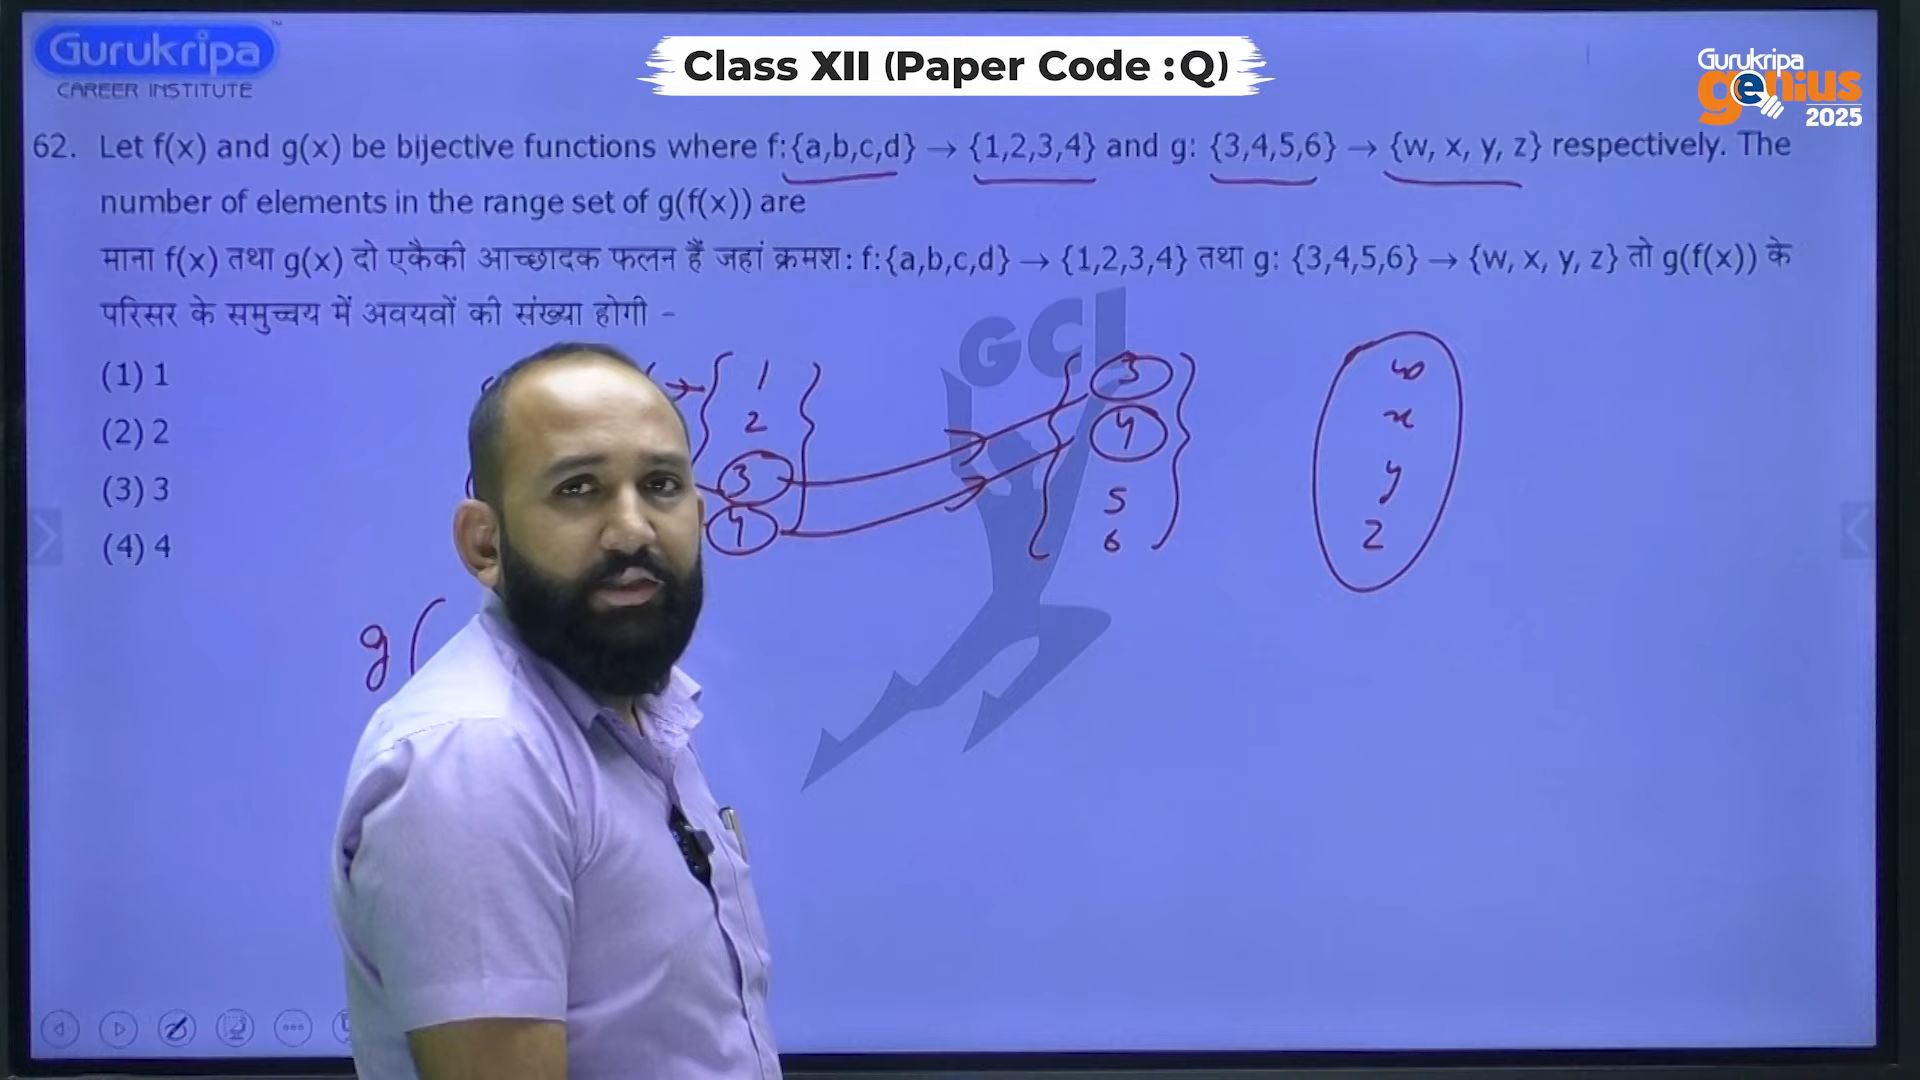 Gurukripa
CAREER INSTITUTE
Class XII (Paper Code :Q)
Gurukripa
genius
2025
62. Let f(x) and g(x) be bijective functions where f:{a,b,c,d} → {1,2,3,4} and g: {3,4,5,6} → {w, x, y, z} respectively. The
number of elements in the range set of g(f(x)) are
माना f(x) तथा g(x) दो एकैकी आच्छादक फलन हैं जहां क्रमश: f:{a,b,c,d} → {1,2,3,4} तथा g: {3,4,5,6} → {w, x, y, z} तो g(f(x)) के
परिसर के समुच्चय में अवयवों की संख्या होगी -
GCI
(1) 1
(2) 2
(3) 3
(4) 4
1
2
3
4
3
4
5
6
w
x
y
z
g(